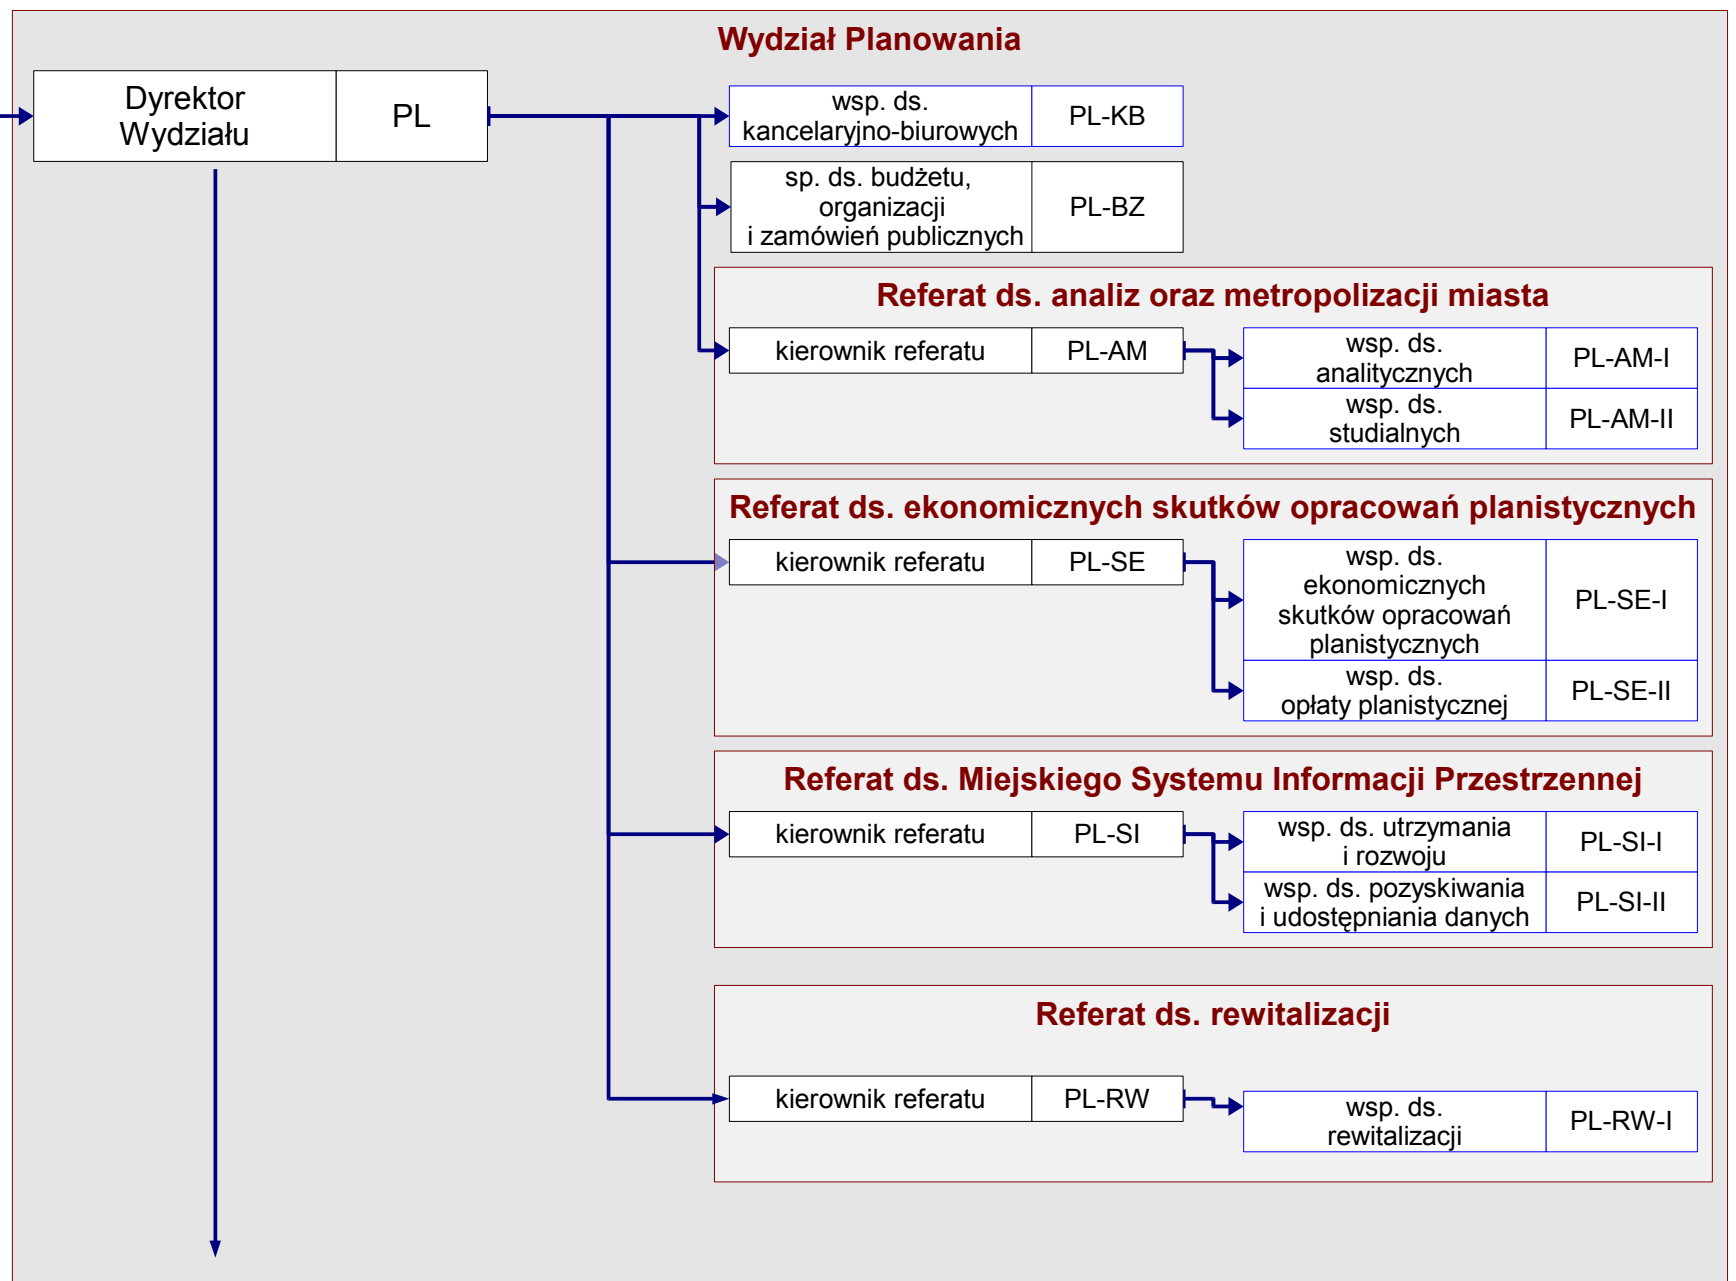 Wydział Planowania
Dyrektor
Wydziału
PL
wsp. ds.
kancelaryjno-biurowych
PL-KB
sp. ds. budżetu,
organizacji
i zamówień publicznych
PL-BZ
Referat ds. analiz oraz metropolizacji miasta
kierownik referatu
PL-AM
wsp. ds.
analitycznych
PL-AM-I
wsp. ds.
studialnych
PL-AM-II
Referat ds. ekonomicznych skutków opracowań planistycznych
kierownik referatu
PL-SE
wsp. ds.
ekonomicznych
skutków opracowań
planistycznych
PL-SE-I
wsp. ds.
opłaty planistycznej
PL-SE-II
Referat ds. Miejskiego Systemu Informacji Przestrzennej
kierownik referatu
PL-SI
wsp. ds. utrzymania
i rozwoju
PL-SI-I
wsp. ds. pozyskiwania
i udostępniania danych
PL-SI-II
Referat ds. rewitalizacji
kierownik referatu
PL-RW
wsp. ds.
rewitalizacji
PL-RW-I